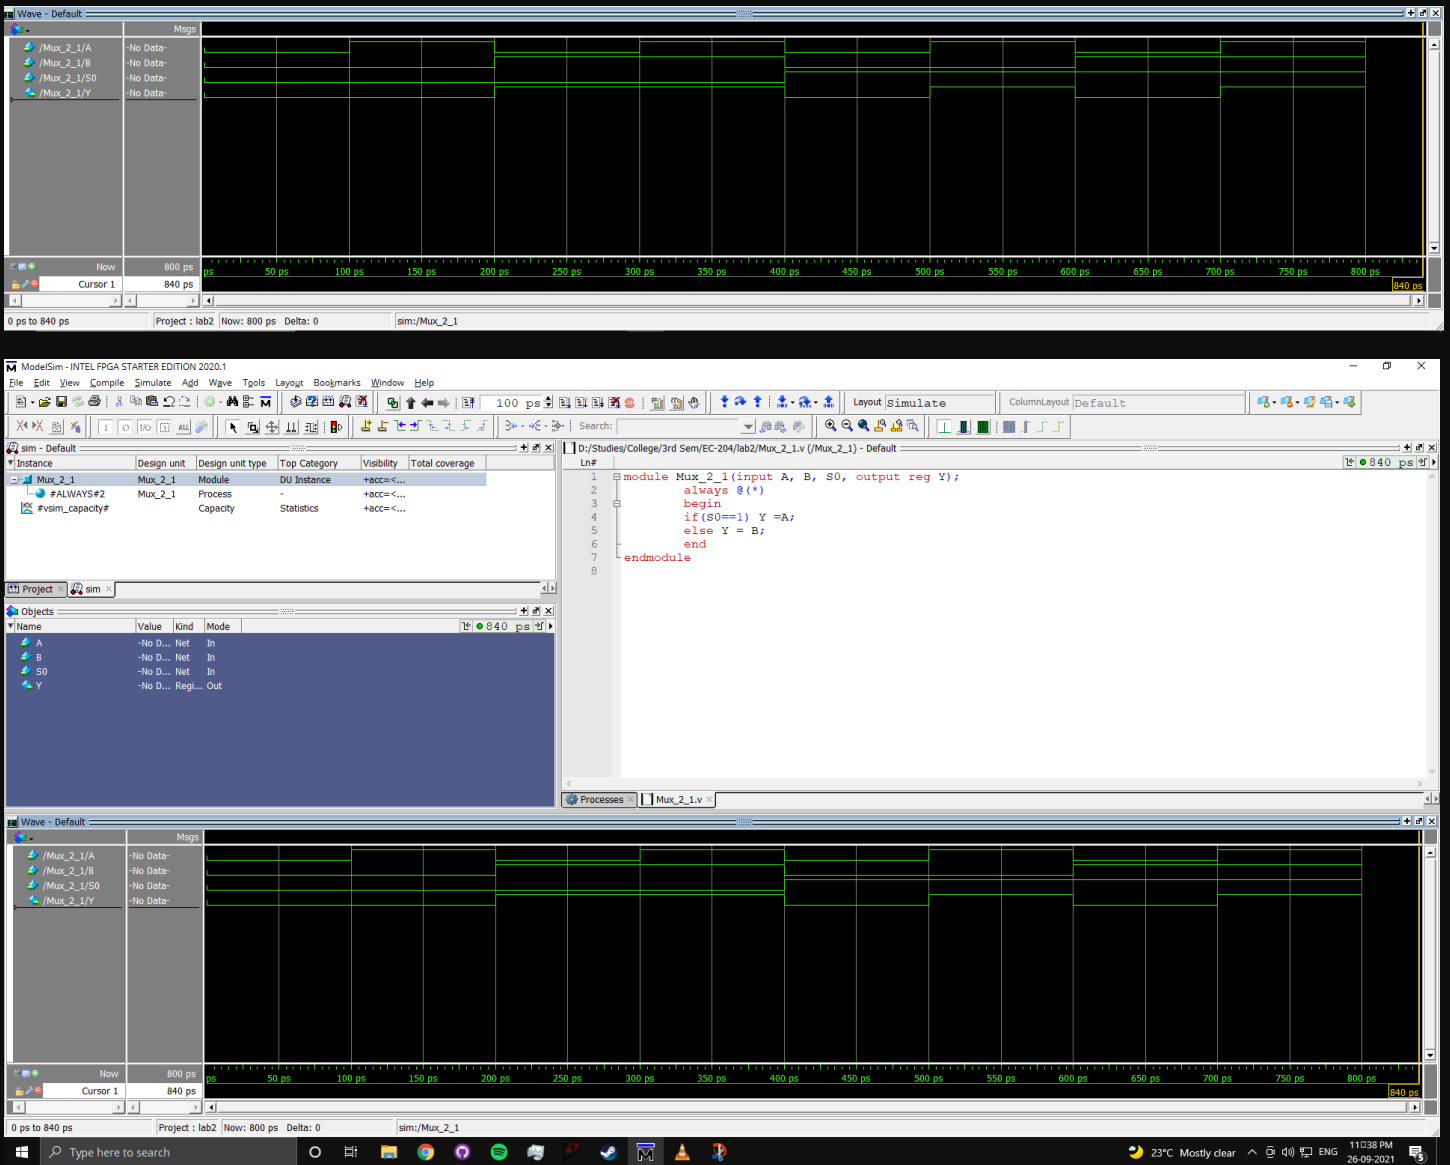 Wave - Default
Msgs
/Mux_2_1/A -No Data-
/Mux_2_1/B -No Data-
/Mux_2_1/S0 -No Data-
/Mux_2_1/Y -No Data-
Now 800 ps
ps 50 ps 100 ps 150 ps 200 ps 250 ps 300 ps 350 ps 400 ps 450 ps 500 ps 550 ps 600 ps 650 ps 700 ps 750 ps 800 ps
Cursor 1 840 ps 840 ps
0 ps to 840 ps Project : lab2 Now: 800 ps Delta: 0 sim:/Mux_2_1
ModelSim - INTEL FPGA STARTER EDITION 2020.1
File Edit View Compile Simulate Add Wave Tools Layout Bookmarks Window Help
100 ps Layout Simulate ColumnLayout Default
ALL Search:
sim - Default
Instance Design unit Design unit type Top Category Visibility Total coverage
Mux_2_1 Mux_2_1 Module DU Instance +acc=<...
#ALWAYS#2 Mux_2_1 Process - +acc=<...
#vsim_capacity# Capacity Statistics +acc=<...
Project sim
Objects
Name Value Kind Mode 840 ps
A -No D... Net In
B -No D... Net In
S0 -No D... Net In
Y -No D... Regi... Out
D:/Studies/College/3rd Sem/EC-204/lab2/Mux_2_1.v (/Mux_2_1) - Default
Ln# 840 ps
1 module Mux_2_1(input A, B, S0, output reg Y);
2 always @(*)
3 begin
4 if(S0==1) Y =A;
5 else Y = B;
6 end
7 endmodule
8
Processes Mux_2_1.v
Wave - Default
Msgs
/Mux_2_1/A -No Data-
/Mux_2_1/B -No Data-
/Mux_2_1/S0 -No Data-
/Mux_2_1/Y -No Data-
Now 800 ps
ps 50 ps 100 ps 150 ps 200 ps 250 ps 300 ps 350 ps 400 ps 450 ps 500 ps 550 ps 600 ps 650 ps 700 ps 750 ps 800 ps
Cursor 1 840 ps 840 ps
0 ps to 840 ps Project : lab2 Now: 800 ps Delta: 0 sim:/Mux_2_1
Type here to search
23°C Mostly clear ENG
11:38 PM
26-09-2021
5